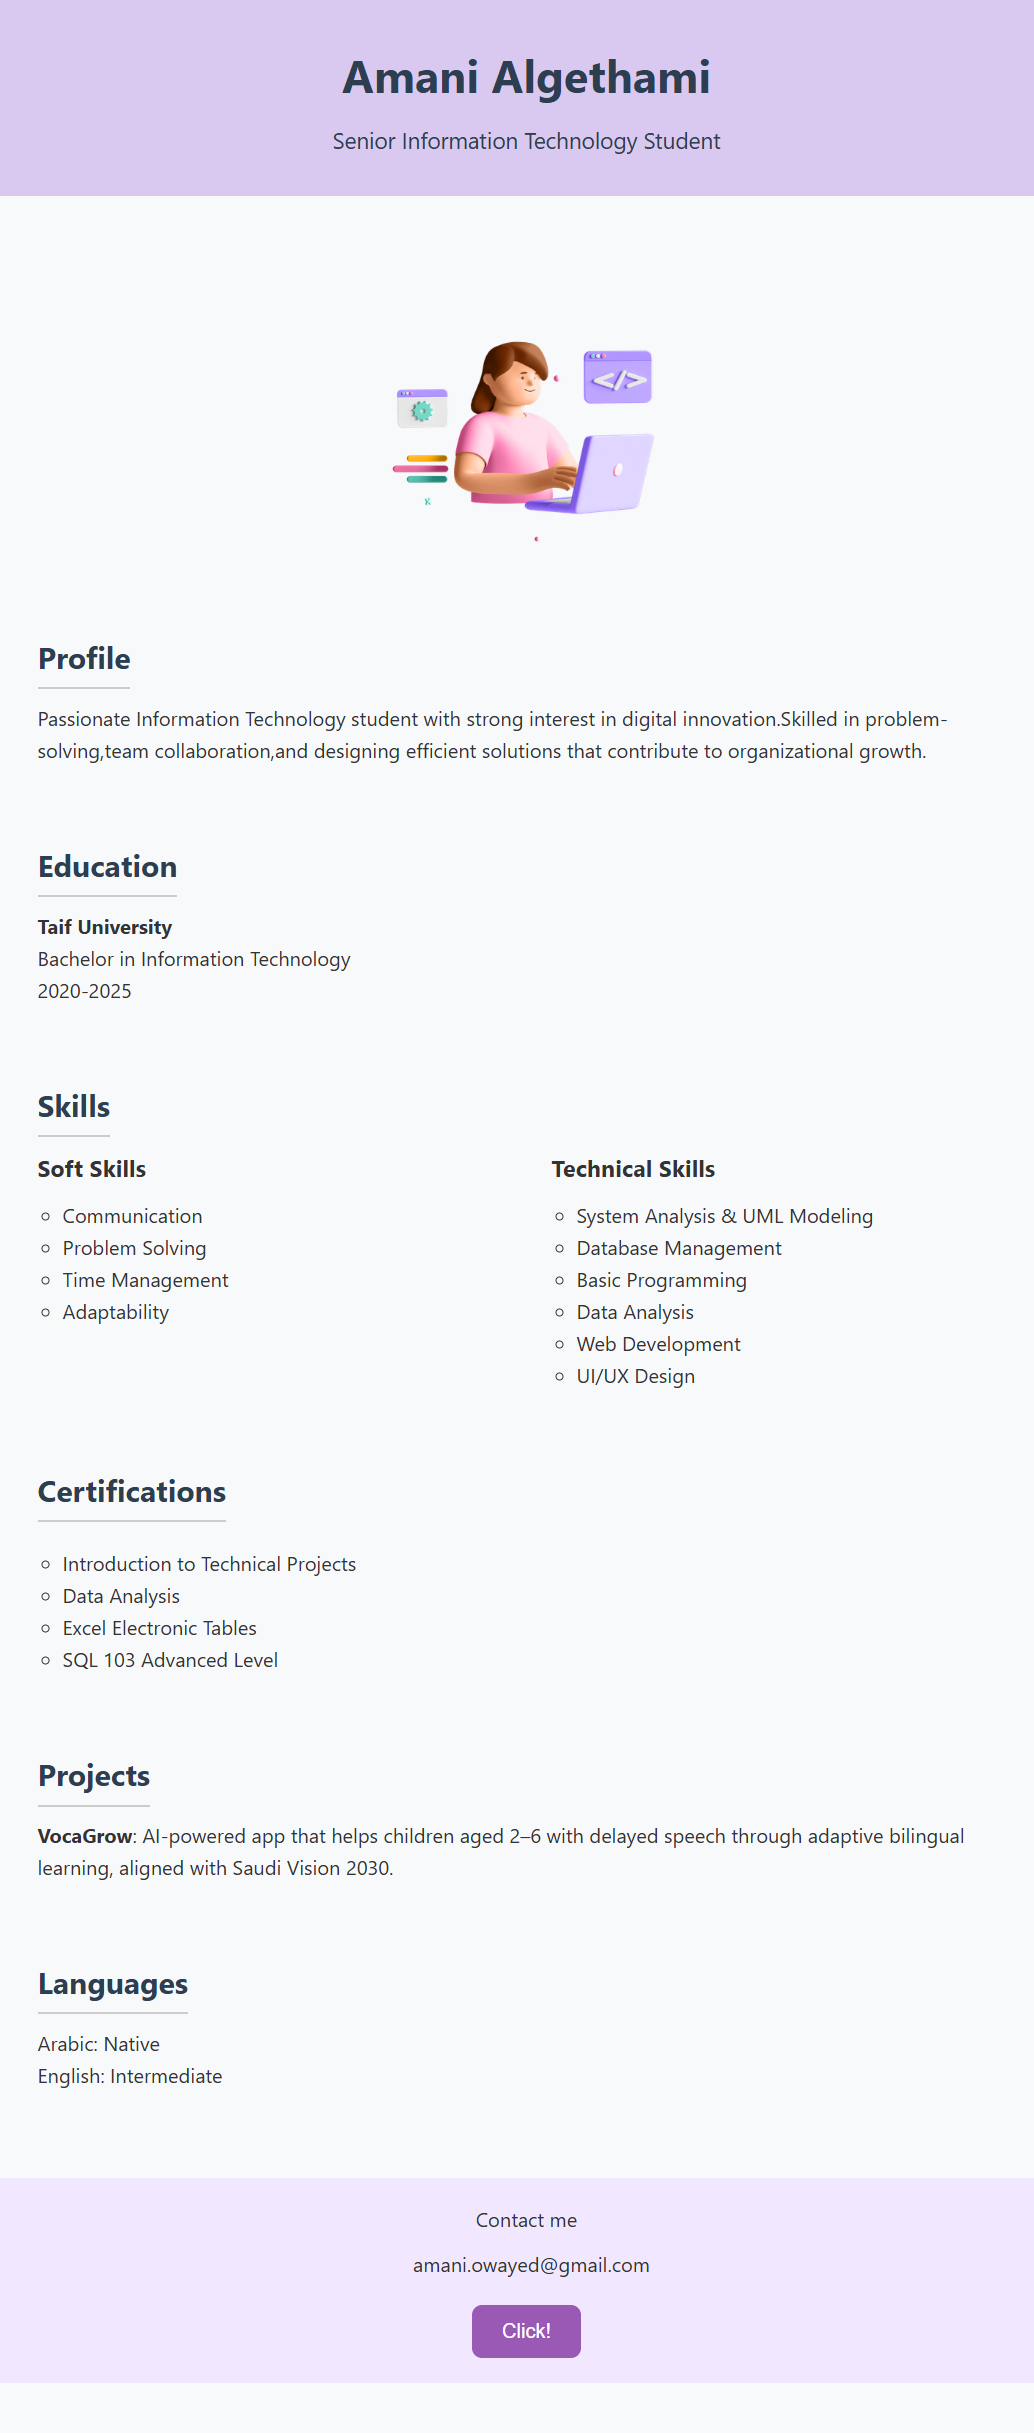 Amani Algethami
Senior Information Technology Student
</>
Profile
Passionate Information Technology student with strong interest in digital innovation.Skilled in problem-
solving,team collaboration,and designing efficient solutions that contribute to organizational growth.
Education
Taif University
Bachelor in Information Technology
2020-2025
Skills
Soft Skills
Communication
Problem Solving
Time Management
Adaptability
Technical Skills
System Analysis & UML Modeling
Database Management
Basic Programming
Data Analysis
Web Development
UI/UX Design
Certifications
Introduction to Technical Projects
Data Analysis
Excel Electronic Tables
SQL 103 Advanced Level
Projects
VocaGrow: AI-powered app that helps children aged 2–6 with delayed speech through adaptive bilingual
learning, aligned with Saudi Vision 2030.
Languages
Arabic: Native
English: Intermediate
Contact me
amani.owayed@gmail.com
Click!